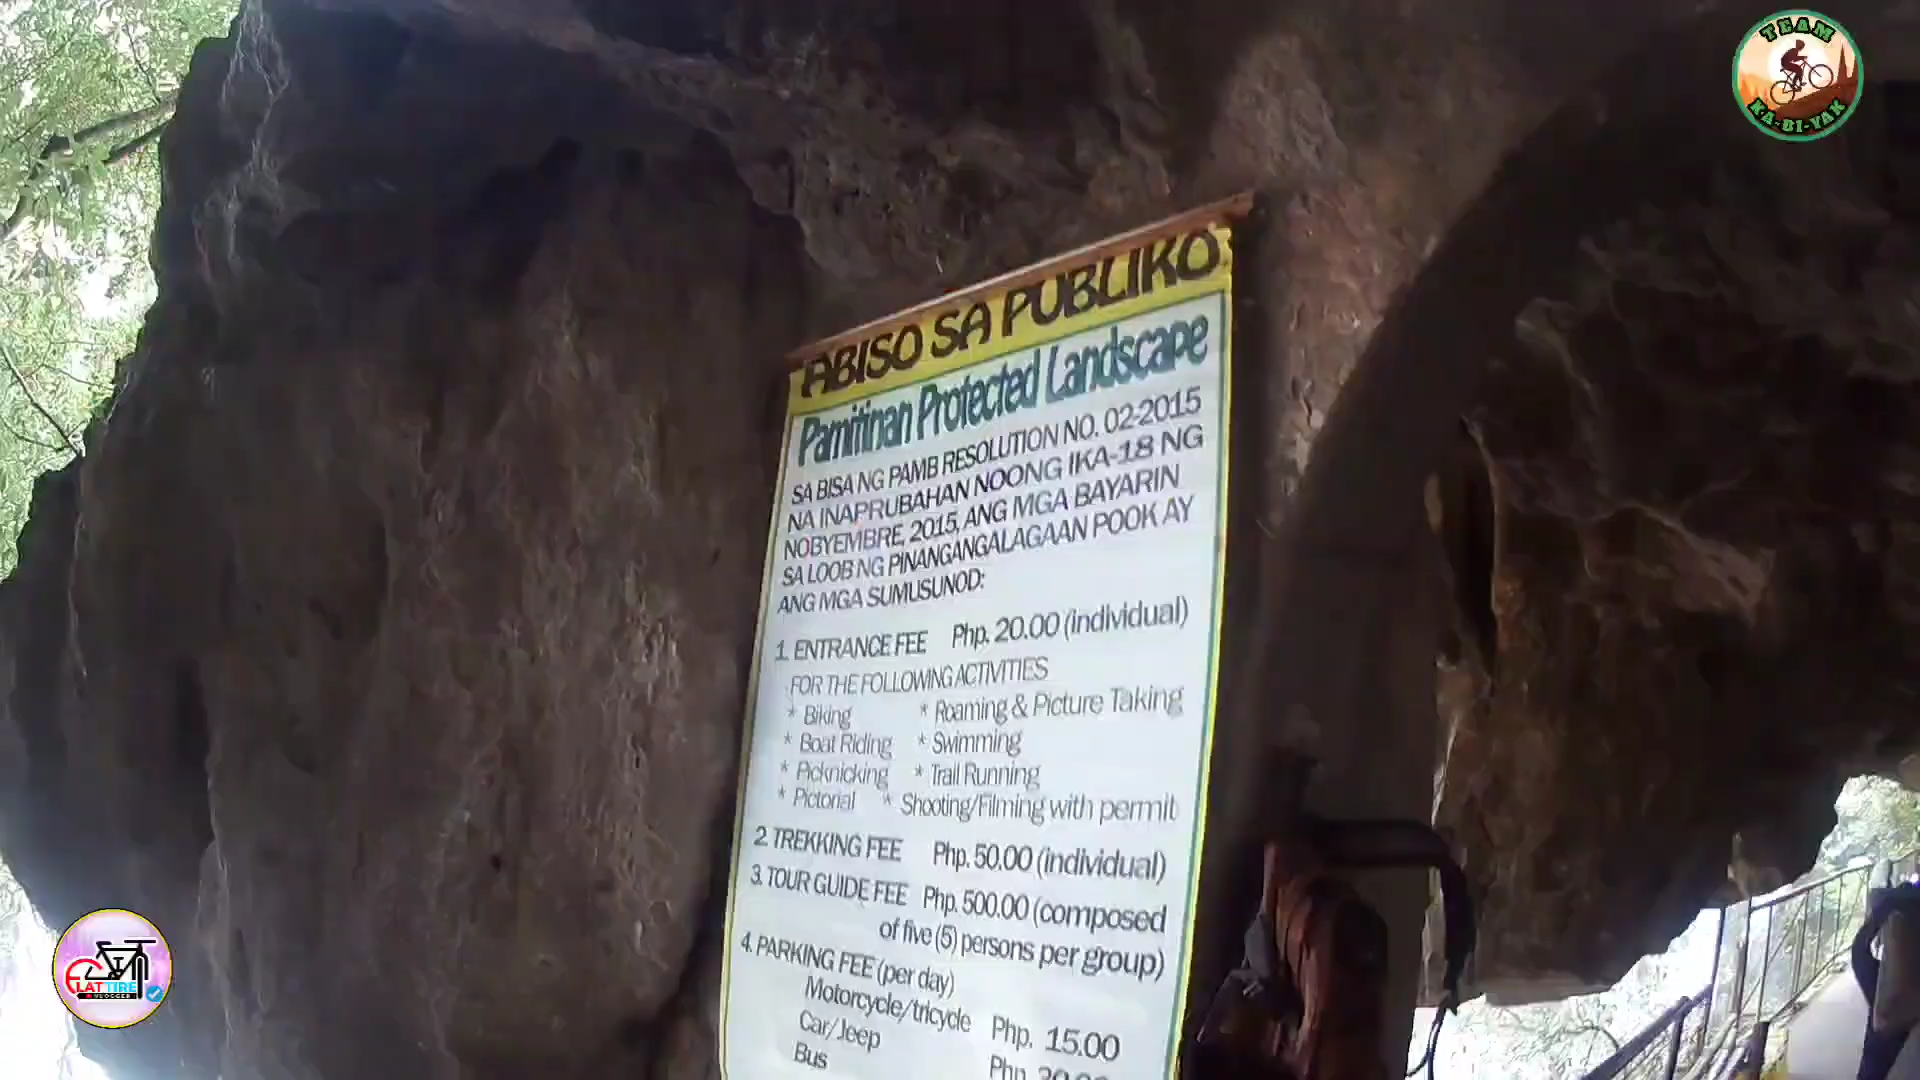 TEAM
KA-BI-YAK
ABISO SA PUBLIKO
Pamitinan Protected Landscape
SA BISA NG PAMB RESOLUTION NO. 02-2015
NA INAPRUBAHAN NOONG IKA-18 NG
NOBYEMBRE, 2015, ANG MGA BAYARIN
SA LOOB NG PINANGANGALAGAAN POOK AY
ANG MGA SUMUSUNOD:
1. ENTRANCE FEE Php. 20.00 (individual)
FOR THE FOLLOWING ACTIVITIES
* Biking * Roaming & Picture Taking
* Boat Riding * Swimming
* Picknicking * Trail Running
* Pictorial * Shooting/Filming with permit
2. TREKKING FEE Php. 50.00 (individual)
3. TOUR GUIDE FEE Php. 500.00 (composed
of five (5) persons per group)
4. PARKING FEE (per day)
Motorcycle/tricycle Php. 15.00
Car/Jeep Php
Bus
FLATTIRE
VLOGGER